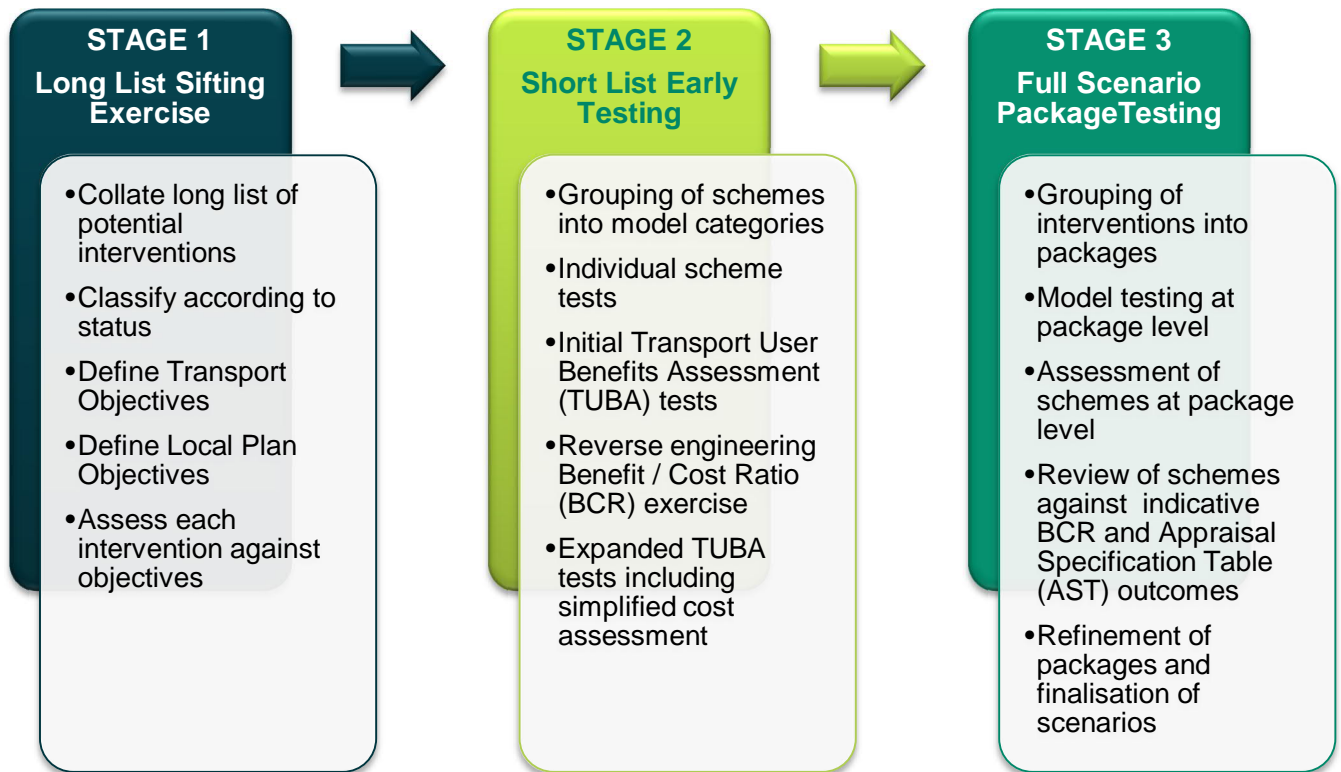 STAGE 1
Long List Sifting
Exercise
•Collate long list of
potential
interventions
•Classify according to
status
•Define Transport
Objectives
•Define Local Plan
Objectives
•Assess each
intervention against
objectives
STAGE 2
Short List Early
Testing
•Grouping of schemes
into model categories
•Individual scheme
tests
•Initial Transport User
Benefits Assessment
(TUBA) tests
•Reverse engineering
Benefit / Cost Ratio
(BCR) exercise
•Expanded TUBA
tests including
simplified cost
assessment
STAGE 3
Full Scenario
PackageTesting
•Grouping of
interventions into
packages
•Model testing at
package level
•Assessment of
schemes at package
level
•Review of schemes
against indicative
BCR and Appraisal
Specification Table
(AST) outcomes
•Refinement of
packages and
finalisation of
scenarios